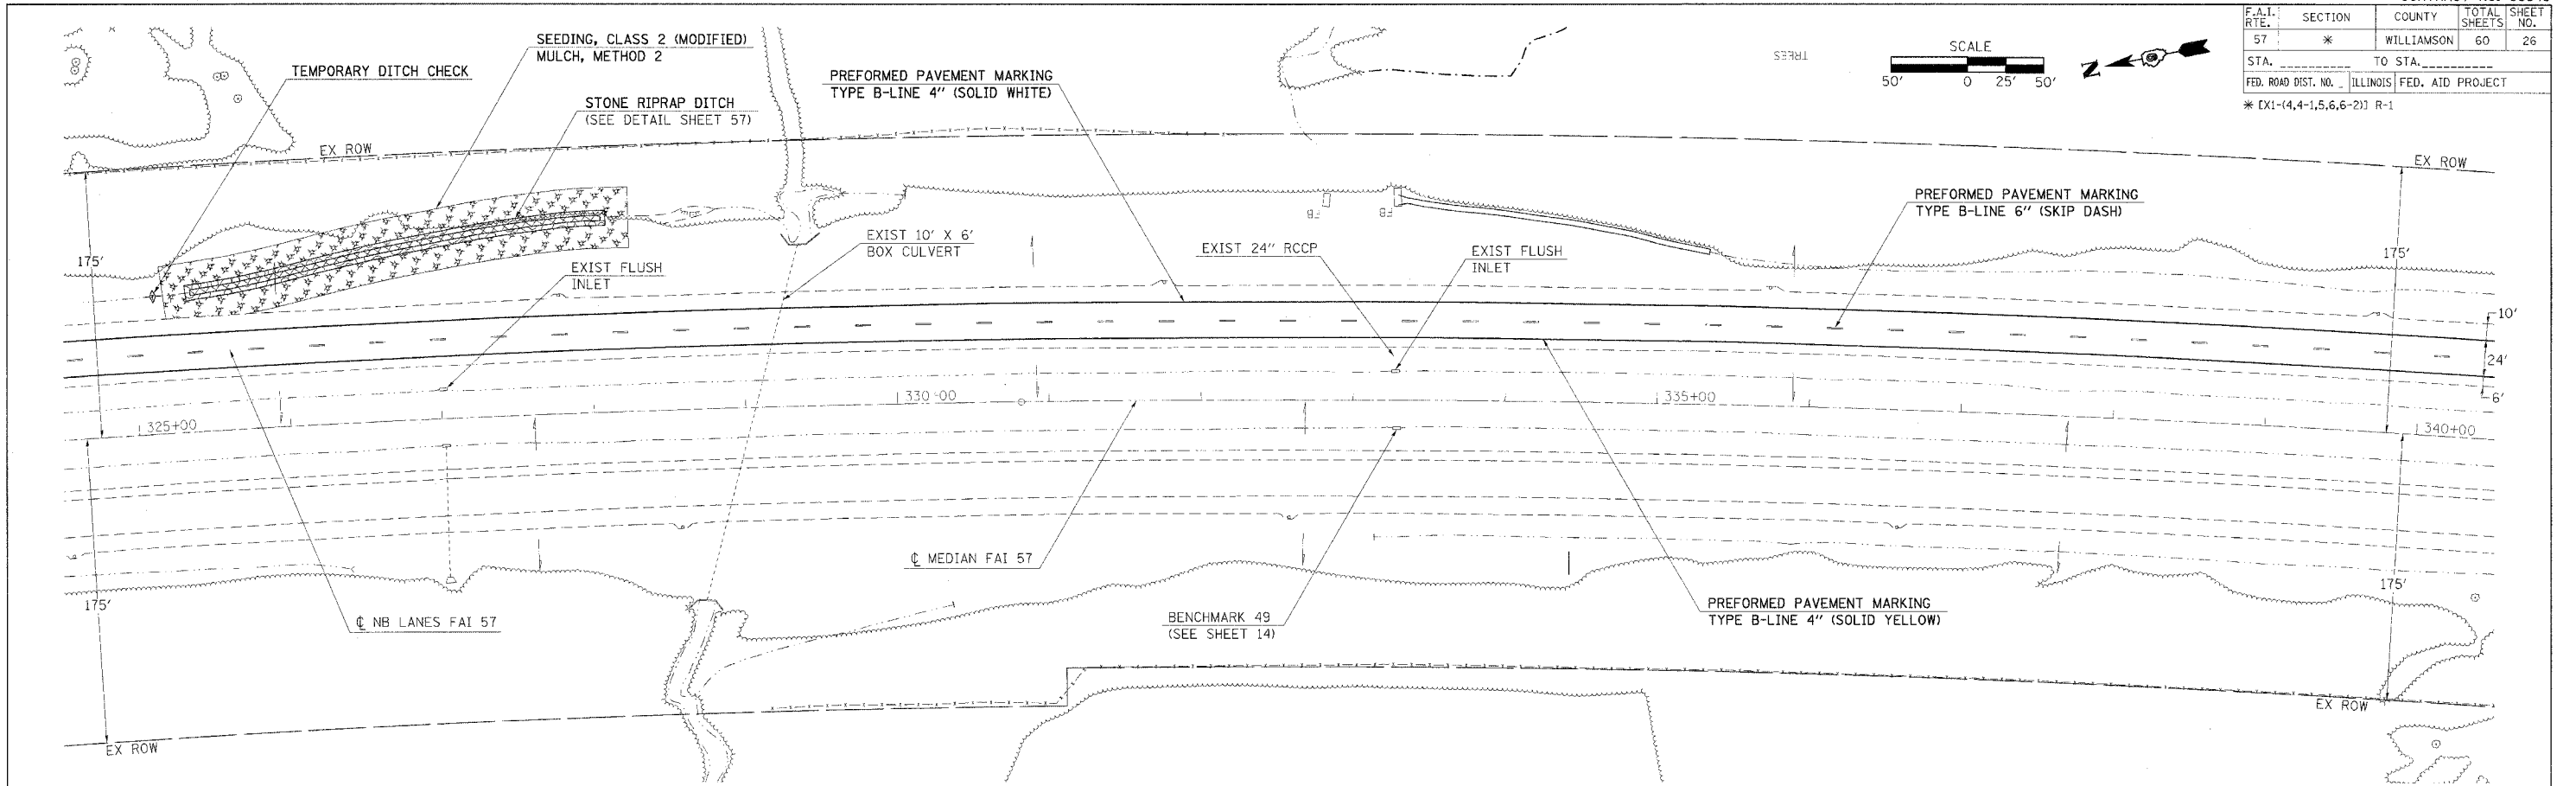 F.A.I. RTE. SECTION COUNTY TOTAL SHEETS SHEET NO.
57 * WILLIAMSON 60 26
STA. __________ TO STA. __________
FED. ROAD DIST. NO. _ ILLINOIS FED. AID PROJECT
* [X1-(4,4-1,5,6,6-2)] R-1
SCALE
50' 0 25' 50'
N
TREES
SEEDING, CLASS 2 (MODIFIED)
MULCH, METHOD 2
TEMPORARY DITCH CHECK
STONE RIPRAP DITCH
(SEE DETAIL SHEET 57)
PREFORMED PAVEMENT MARKING
TYPE B-LINE 4" (SOLID WHITE)
EX ROW
EX ROW
PREFORMED PAVEMENT MARKING
TYPE B-LINE 6" (SKIP DASH)
FB
FB
EXIST 10' X 6'
BOX CULVERT
EXIST 24" RCCP
EXIST FLUSH
INLET
EXIST FLUSH
INLET
175'
175'
10'
24'
6'
325+00
330+00
335+00
340+00
℄ MEDIAN FAI 57
175'
175'
℄ NB LANES FAI 57
BENCHMARK 49
(SEE SHEET 14)
PREFORMED PAVEMENT MARKING
TYPE B-LINE 4" (SOLID YELLOW)
EX ROW
EX ROW